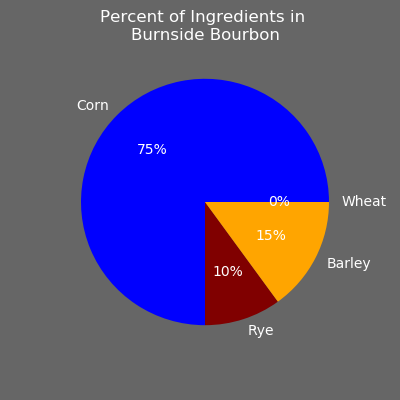 Percent of Ingredients in
Burnside Bourbon
Corn
75%
0%
Wheat
15%
Barley
10%
Rye